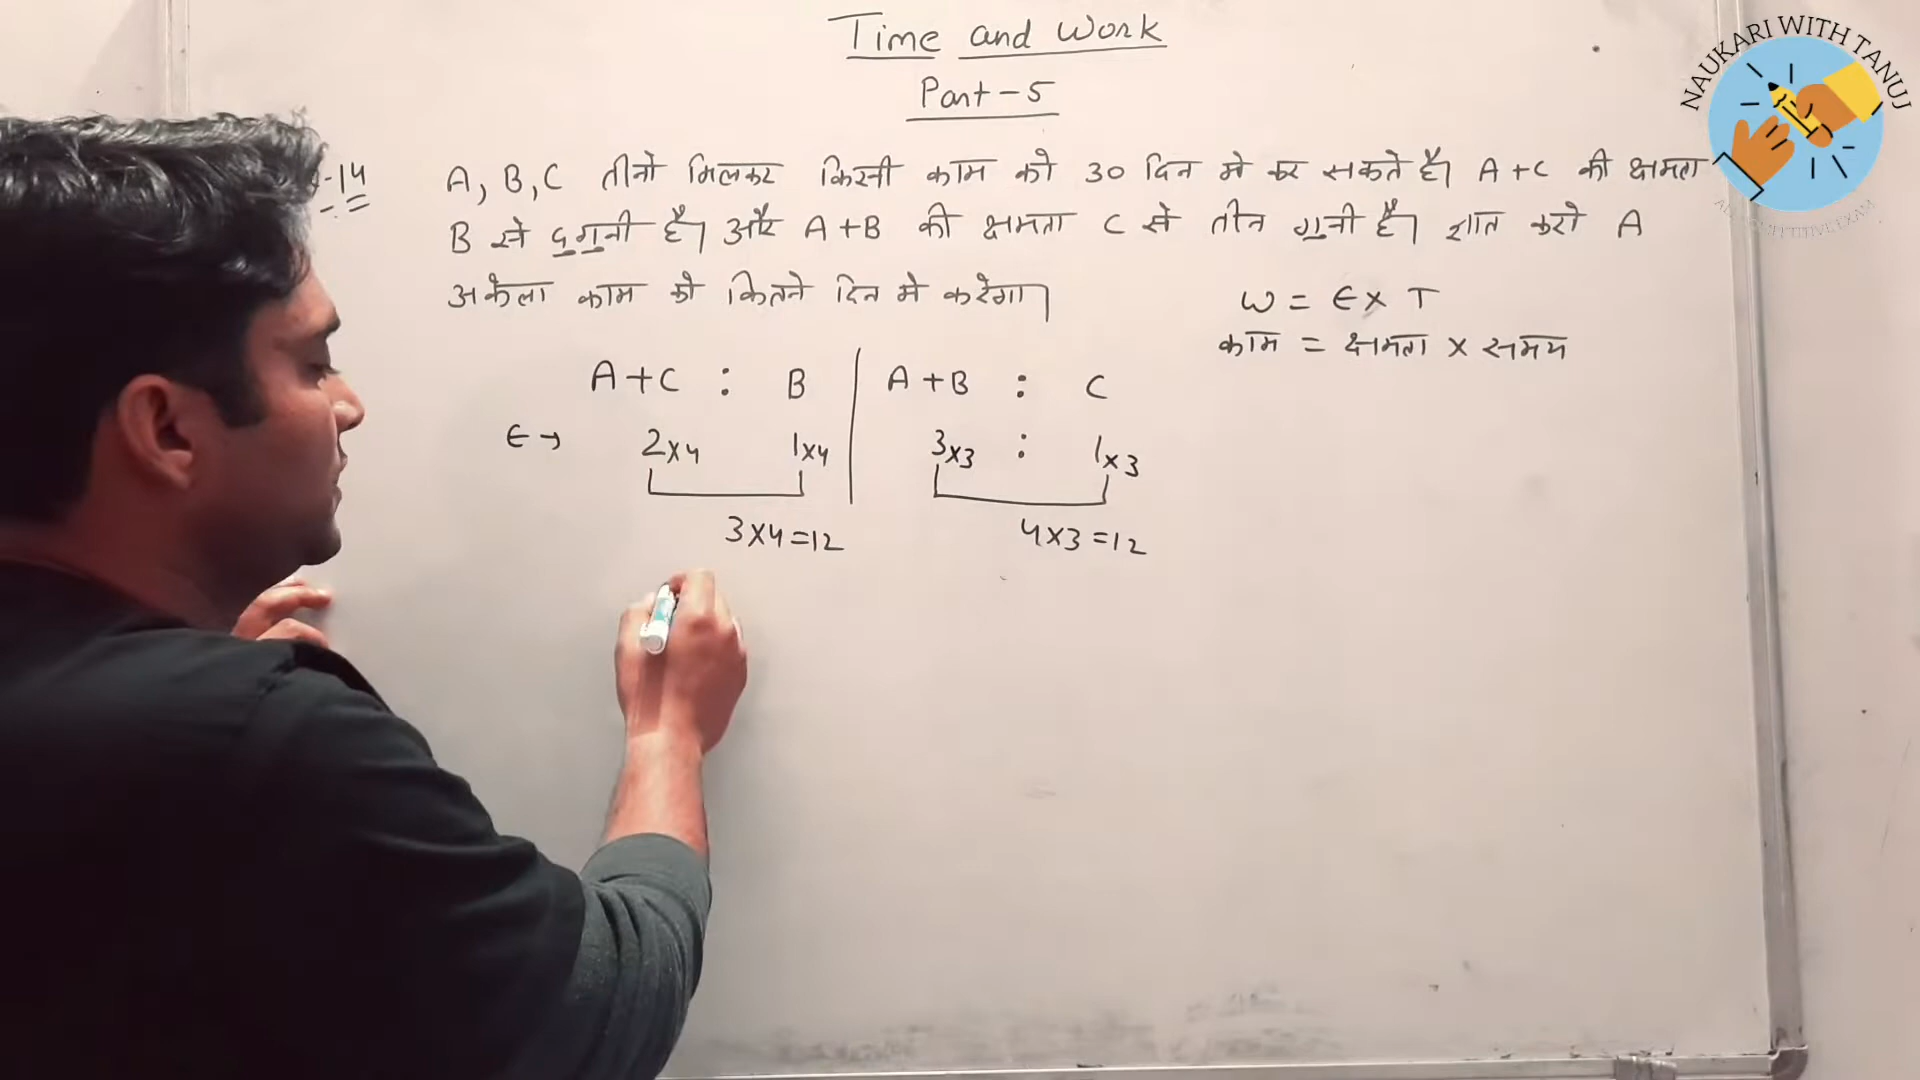 Time and Work
Part-5
NAUKARI WITH TANUJ
-14
A, B, C तीनो मिलकर किसी काम को 30 दिन मे कर सकते है। A+C की क्षमता
B से दुगुनी है। और A+B की क्षमता C से तीन गुनी है। ज्ञात करो A
अकेला काम को कितने दिन मे करेगा।
W = E × T
काम = क्षमता × समय
A+C : B A+B : C
E → 2×4 1×4 3×3 : 1×3
3×4=12 4×3=12